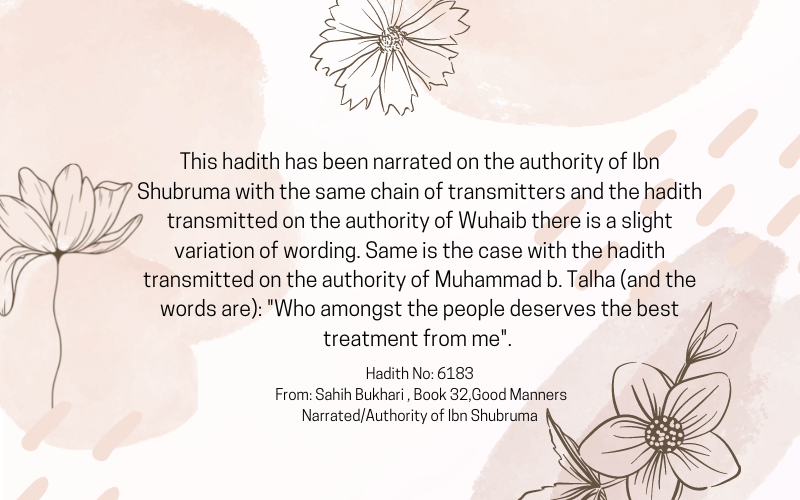 This hadith has been narrated on the authority of Ibn
Shubruma with the same chain of transmitters and the hadith
transmitted on the authority of Wuhaib there is a slight
variation of wording. Same is the case with the hadith
transmitted on the authority of Muhammad b. Talha (and the
words are): "Who amongst the people deserves the best
treatment from me".
Hadith No: 6183
From: Sahih Bukhari , Book 32,Good Manners
Narrated/Authority of Ibn Shubruma